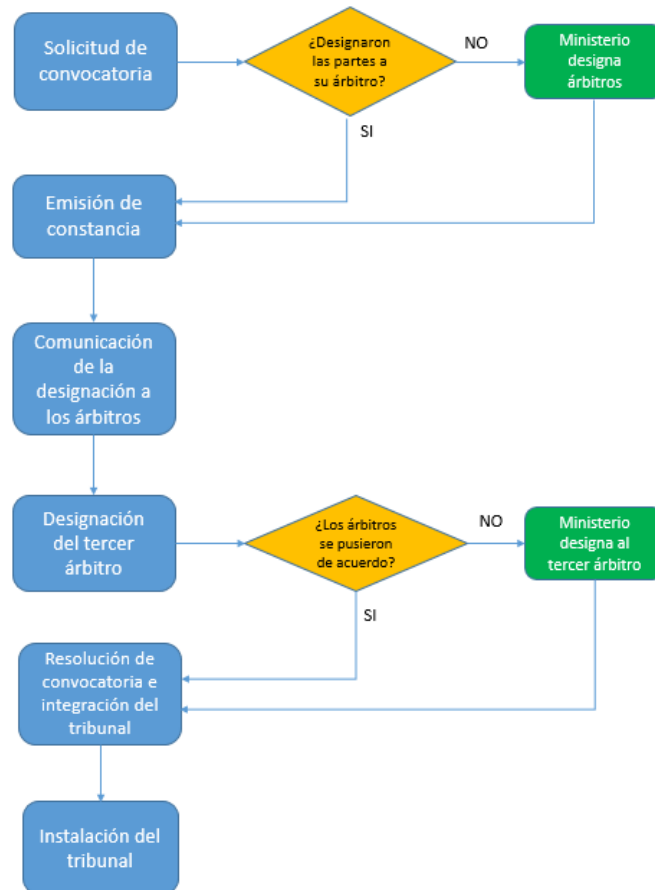 Solicitud de
convocatoria
¿Designaron
las partes a
su árbitro?
NO
Ministerio
designa
árbitros
SI
Emisión de
constancia
Comunicación
de la
designación a
los árbitros
Designación
del tercer
árbitro
¿Los árbitros
se pusieron
de acuerdo?
NO
Ministerio
designa al
tercer árbitro
SI
Resolución de
convocatoria e
integración del
tribunal
Instalación del
tribunal